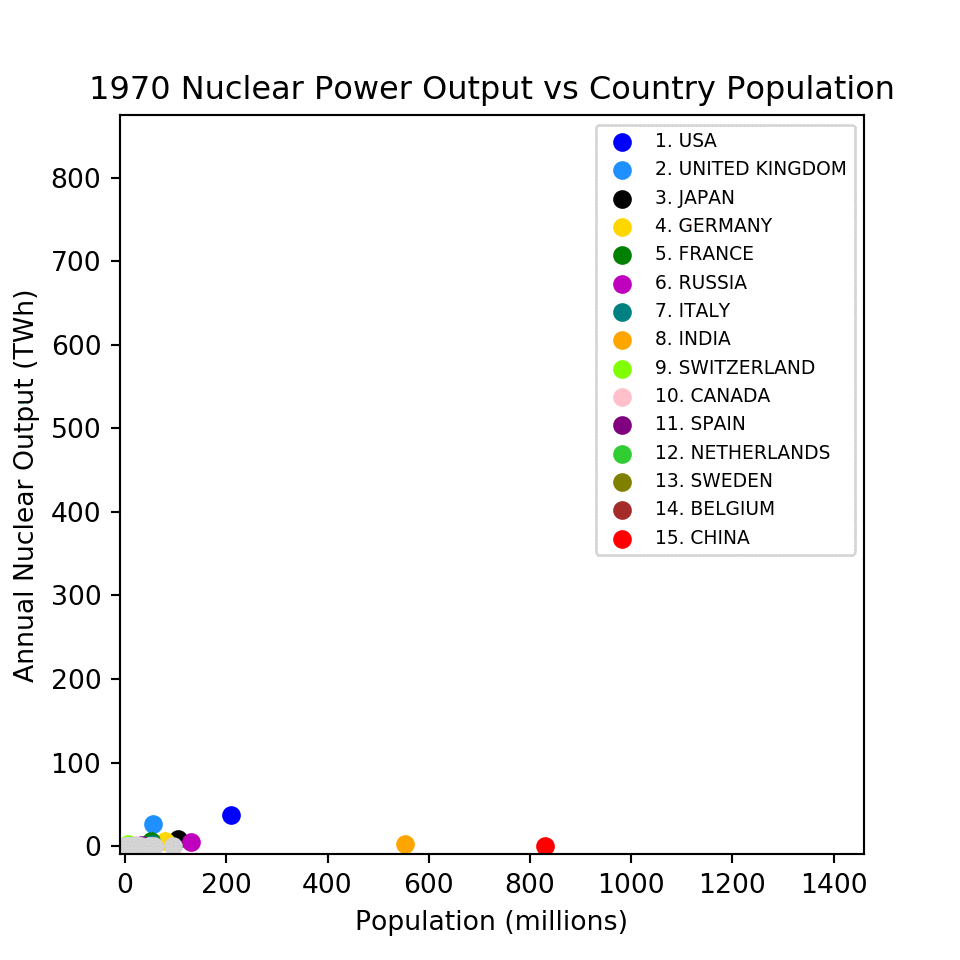 1970 Nuclear Power Output vs Country Population
1. USA
2. UNITED KINGDOM
3. JAPAN
4. GERMANY
5. FRANCE
6. RUSSIA
7. ITALY
8. INDIA
9. SWITZERLAND
10. CANADA
11. SPAIN
12. NETHERLANDS
13. SWEDEN
14. BELGIUM
15. CHINA
Annual Nuclear Output (TWh)
800
700
600
500
400
300
200
100
0
0 200 400 600 800 1000 1200 1400
Population (millions)